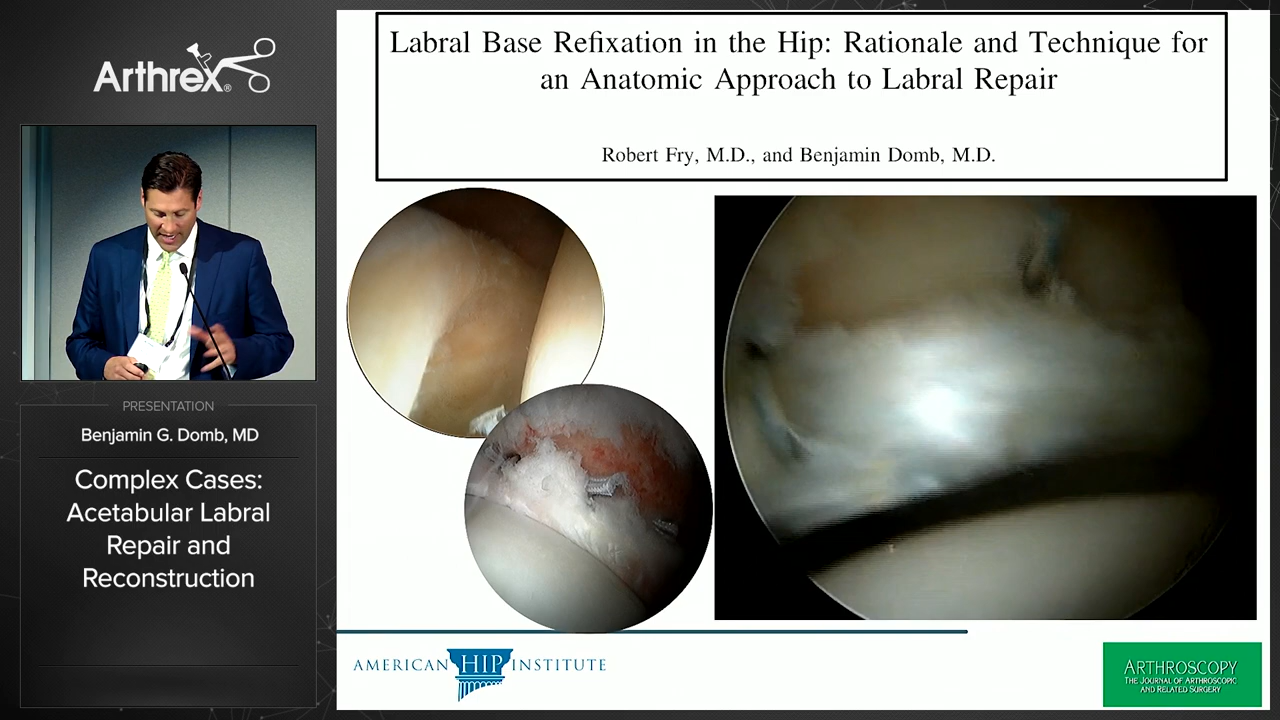 Arthrex®
PRESENTATION
Benjamin G. Domb, MD
Complex Cases:
Acetabular Labral
Repair and
Reconstruction
Labral Base Refixation in the Hip: Rationale and Technique for
an Anatomic Approach to Labral Repair
Robert Fry, M.D., and Benjamin Domb, M.D.
AMERICAN HIP INSTITUTE
ARTHROSCOPY
THE JOURNAL OF ARTHROSCOPIC
AND RELATED SURGERY